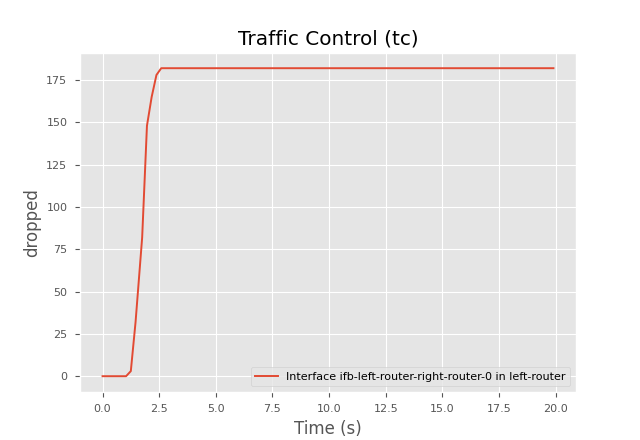 Traffic Control (tc)
175
150
125
100
75
50
25
0
dropped
Interface ifb-left-router-right-router-0 in left-router
0.0 2.5 5.0 7.5 10.0 12.5 15.0 17.5 20.0
Time (s)